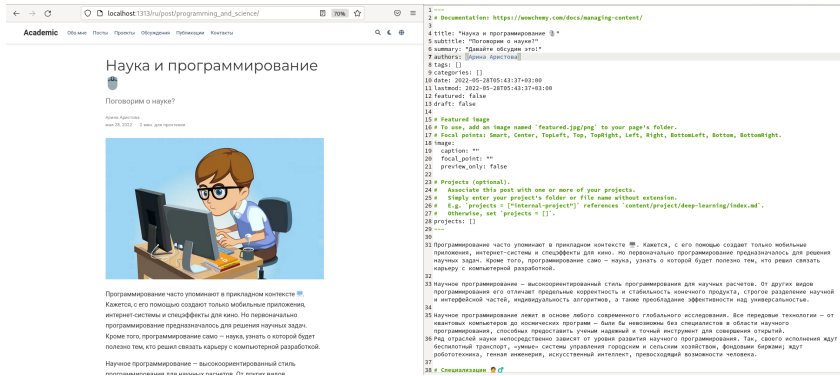 localhost:1313/ru/post/programming_and_science/
70%
Academic Обо мне Посты Проекты Обсуждения Публикации Контакты
Наука и программирование
Поговорим о науке?
Арина Аристова
мая 28, 2022 · 2 мин. для прочтения
Программирование часто упоминают в прикладном контексте
Кажется, с его помощью создают только мобильные приложения,
интернет-системы и спецэффекты для кино. Но первоначально
программирование предназначалось для решения научных задач.
Кроме того, программирование само — наука, узнать о которой будет
полезно тем, кто решил связать карьеру с компьютерной разработкой.
Научное программирование — высокоориентированный стиль
программирования для научных расчетов. От других видов
1 ---
2 # Documentation: https://wowchemy.com/docs/managing-content/
3
4 title: "Наука и программирование "
5 subtitle: "Поговорим о науке?"
6 summary: "Давайте обсудим это!"
7 authors: [Арина Аристова]
8 tags: []
9 categories: []
10 date: 2022-05-28T05:43:37+03:00
11 lastmod: 2022-05-28T05:43:37+03:00
12 featured: false
13 draft: false
14
15 # Featured image
16 # To use, add an image named `featured.jpg/png` to your page's folder.
17 # Focal points: Smart, Center, TopLeft, Top, TopRight, Left, Right, BottomLeft, Bottom, BottomRight.
18 image:
19 caption: ""
20 focal_point: ""
21 preview_only: false
22
23 # Projects (optional).
24 # Associate this post with one or more of your projects.
25 # Simply enter your project's folder or file name without extension.
26 # E.g. `projects = ["internal-project"]` references `content/project/deep-learning/index.md`.
27 # Otherwise, set `projects = []`.
28 projects: []
29 ---
30
31 Программирование часто упоминают в прикладном контексте . Кажется, с его помощью создают только мобильные
приложения, интернет-системы и спецэффекты для кино. Но первоначально программирование предназначалось для решения
научных задач. Кроме того, программирование само — наука, узнать о которой будет полезно тем, кто решил связать
карьеру с компьютерной разработкой.
32
33 Научное программирование — высокоориентированный стиль программирования для научных расчетов. От других видов
программирования его отличают предельные корректность и стабильность конечного продукта, строгое разделение научной
и интерфейсной частей, индивидуальность алгоритмов, а также преобладание эффективности над универсальностью.
34
35 Научное программирование лежит в основе любого современного глобального исследования. Все передовые технологии — от
квантовых компьютеров до космических программ — были бы невозможны без специалистов в области научного
программирования, способных предоставить ученым надежный и точный инструмент для совершения открытий.
36 Ряд отраслей науки непосредственно зависят от уровня развития научного программирования. Так, своего исполнения ждут
беспилотный транспорт, «умные» системы управления городским и сельским хозяйством, фондовыми биржами; ждут
робототехника, генная инженерия, искусственный интеллект, превосходящий возможности человека.
37
38 # Специализации